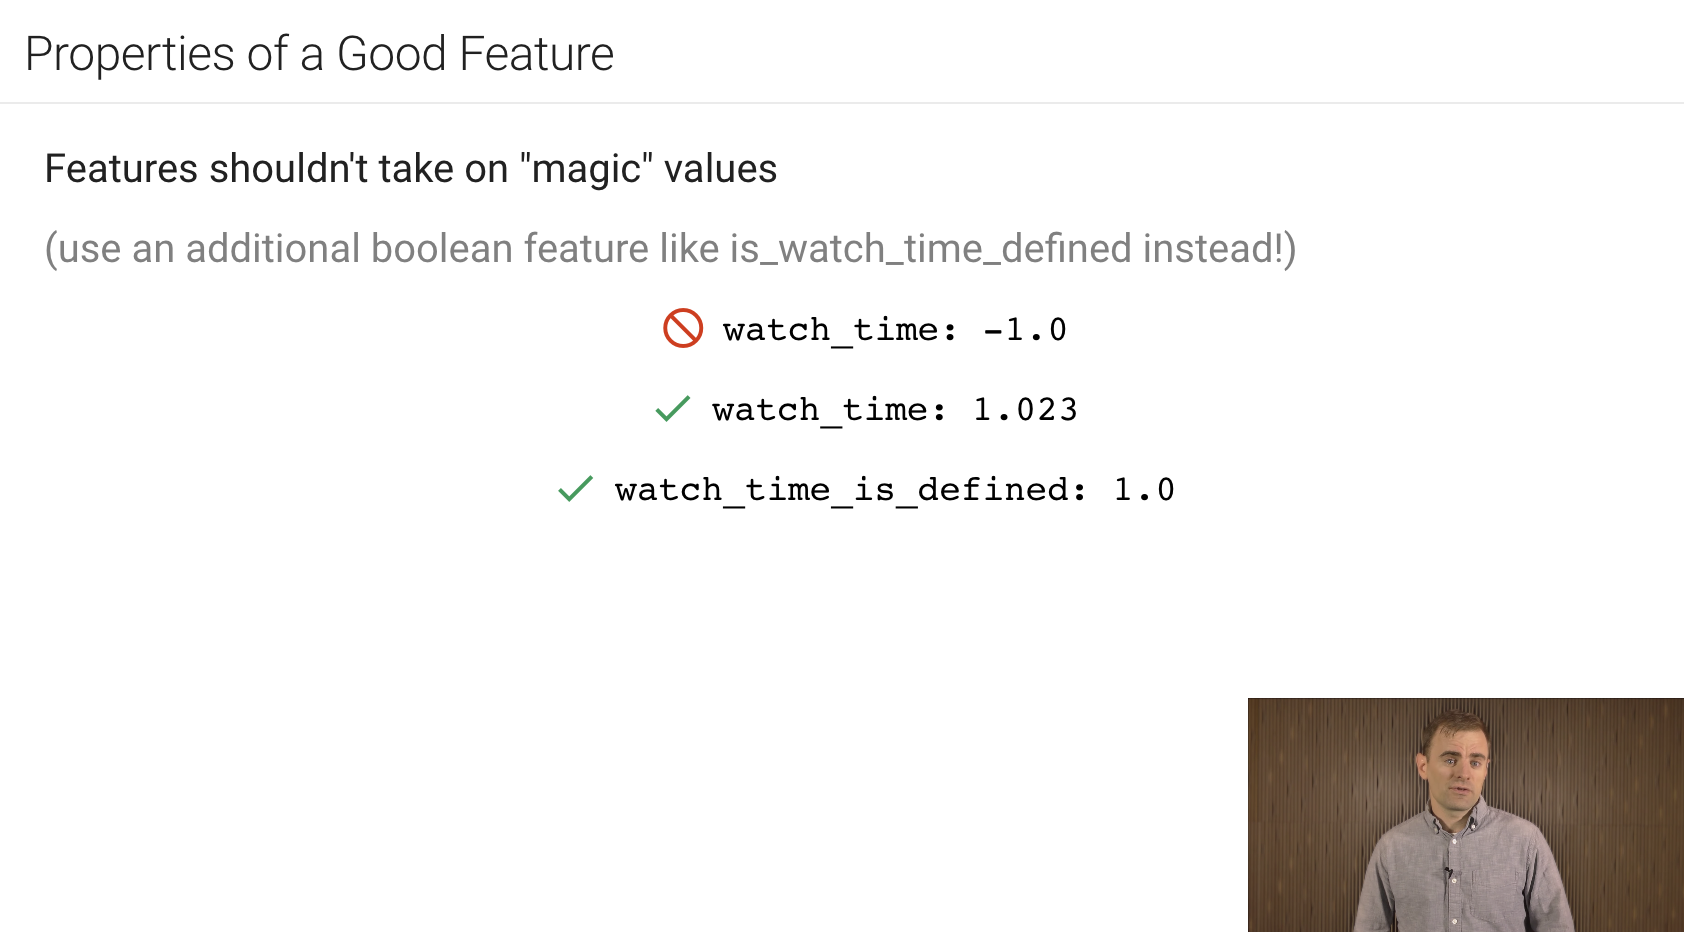 Properties of a Good Feature
Features shouldn't take on "magic" values
(use an additional boolean feature like is_watch_time_defined instead!)
watch_time: -1.0
watch_time: 1.023
watch_time_is_defined: 1.0